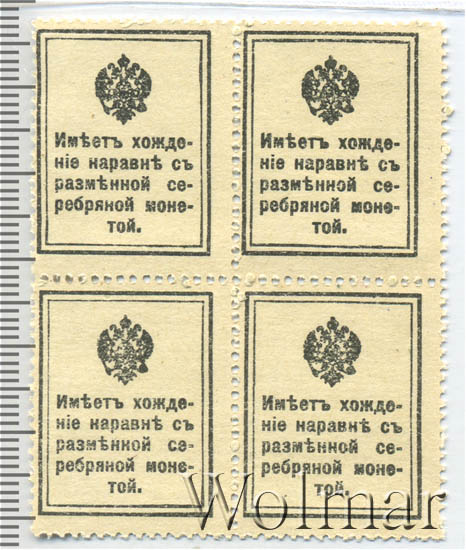 Имѣетъ хожде-
ніе наравнѣ съ
размѣнной се-
ребряной моне-
той.
Имѣетъ хожде-
ніе наравнѣ съ
размѣнной се-
ребряной моне-
той.
Имѣетъ хожде-
ніе наравнѣ съ
размѣнной се-
ребряной моне-
той.
Имѣетъ хожде-
ніе наравнѣ съ
размѣнной се-
ребряной моне-
той.
Wolmar